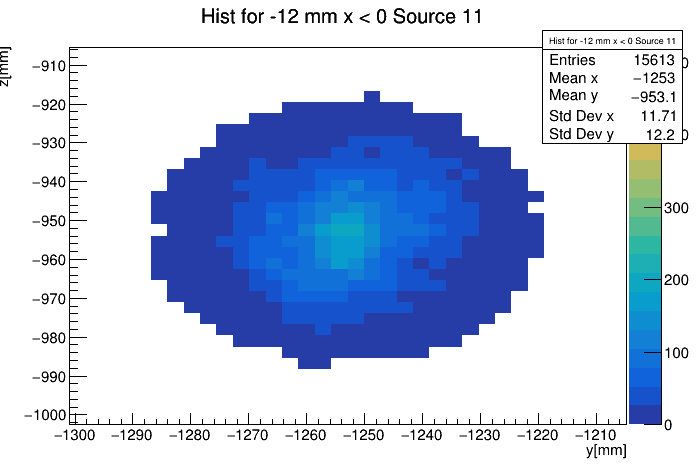 Hist for -12 mm x < 0 Source 11
z[mm]
Hist for -12 mm x < 0 Source 11
Entries 15613
Mean x −1253
Mean y −953.1
Std Dev x 11.71
Std Dev y 12.2
−910
−920
−930
−940
−950
−960
−970
−980
−990
−1000
−1300 −1290 −1280 −1270 −1260 −1250 −1240 −1230 −1220 −1210
y[mm]
300
200
100
0